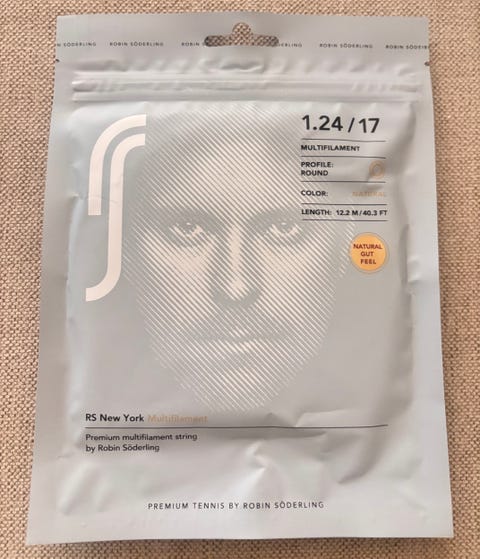 N SÖDERLING ROBIN SÖDERLING ROBIN SÖDERLING ROBIN SÖDERLING
1.24 / 17
MULTIFILAMENT
PROFILE:
ROUND
COLOR: NATURAL
LENGTH: 12.2 M / 40.3 FT
NATURAL
GUT
FEEL
RS New York Multifilament
Premium multifilament string
by Robin Söderling
PREMIUM TENNIS BY ROBIN SÖDERLING